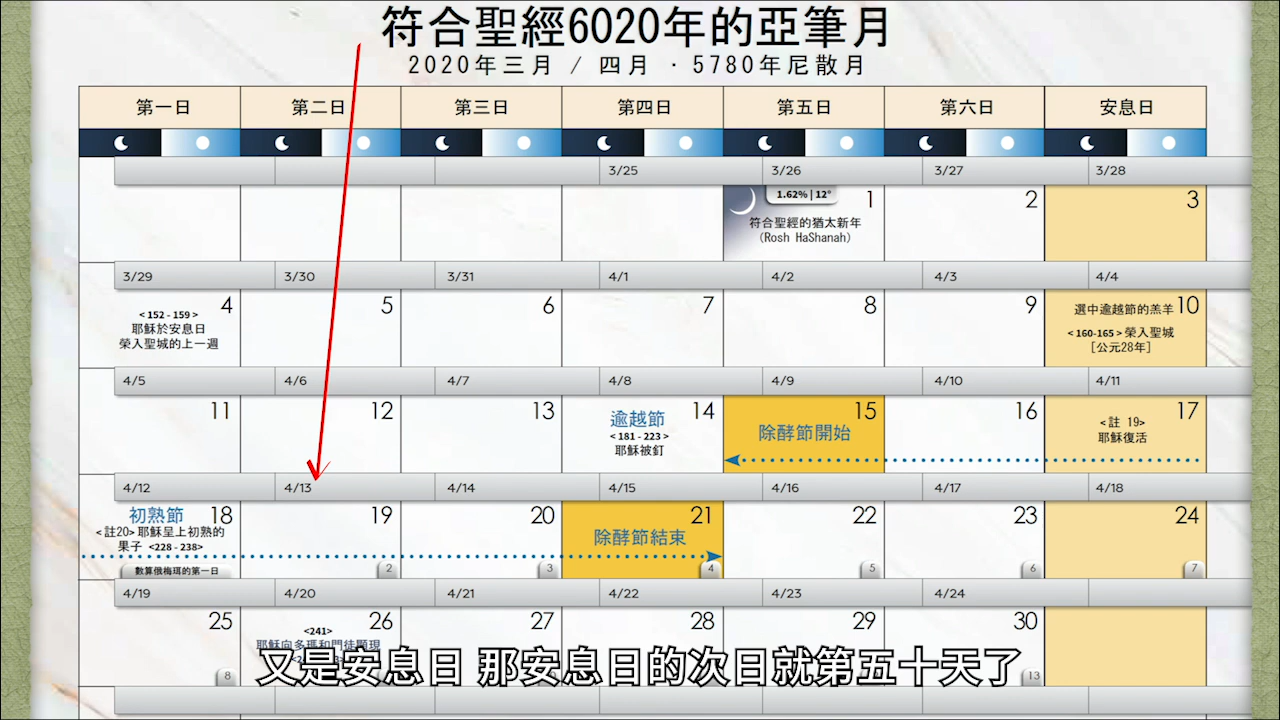 符合聖經6020年的亞筆月
2020年三月 / 四月 · 5780年尼散月
第一日 第二日 第三日 第四日 第五日 第六日 安息日
3/25 3/26 3/27 3/28
1.62% | 12° 1 2 3
符合聖經的猶太新年
(Rosh HaShanah)
3/29 3/30 3/31 4/1 4/2 4/3 4/4
4 5 6 7 8 9 10
< 152 - 159 >
耶穌於安息日
榮入聖城的上一週
選中逾越節的羔羊
< 160-165 > 榮入聖城
[公元28年]
4/5 4/6 4/7 4/8 4/9 4/10 4/11
11 12 13 14 15 16 17
逾越節
< 181 - 223 >
耶穌被釘
除酵節開始
<註 19>
耶穌復活
4/12 4/13 4/14 4/15 4/16 4/17 4/18
18 19 20 21 22 23 24
初熟節
<註20> 耶穌呈上初熟的
果子 <228 - 238>
數算俄梅珥的第一日
除酵節結束
2 3 4 5 6 7
4/19 4/20 4/21 4/22 4/23 4/24
25 26 27 28 29 30
<241>
耶穌向多瑪和門徒顯現
8 13
又是安息日 那安息日的次日就第五十天了